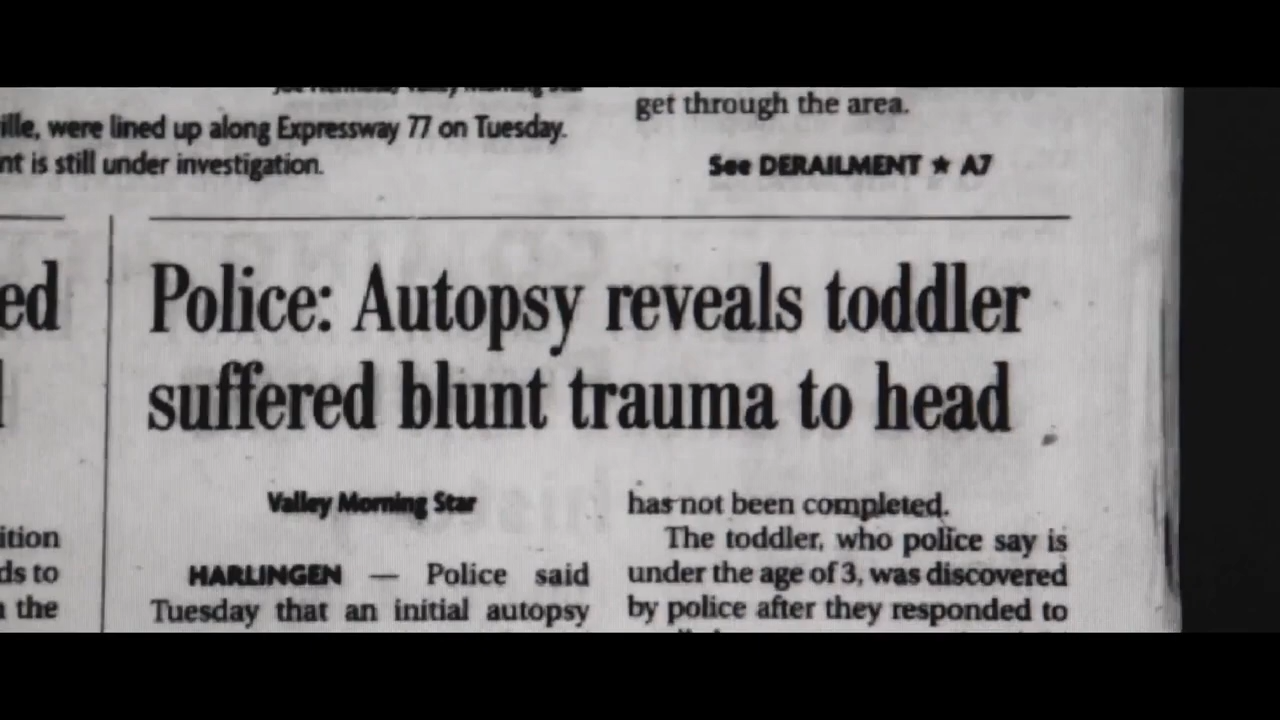 ille, were lined up along Expressway 77 on Tuesday.
nt is still under investigation.
get through the area.
See DERAILMENT ★ A7
ed
Police: Autopsy reveals toddler
suffered blunt trauma to head
ition
ds to
the
Valley Morning Star
HARLINGEN — Police said
Tuesday that an initial autopsy
has not been completed.
The toddler, who police say is
under the age of 3, was discovered
by police after they responded to